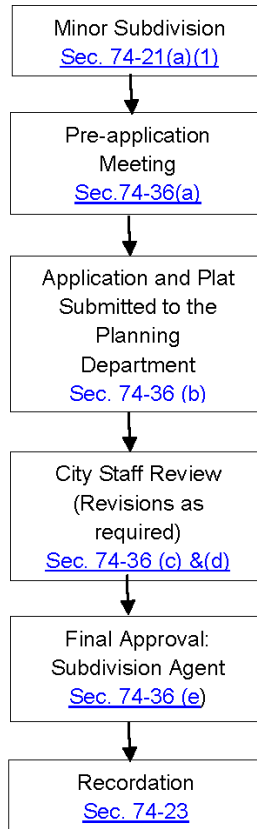 Minor Subdivision
Sec. 74-21(a)(1)
Pre-application
Meeting
Sec.74-36(a)
Application and Plat
Submitted to the
Planning
Department
Sec. 74-36 (b)
City Staff Review
(Revisions as
required)
Sec. 74-36 (c) &(d)
Final Approval:
Subdivision Agent
Sec. 74-36 (e)
Recordation
Sec. 74-23